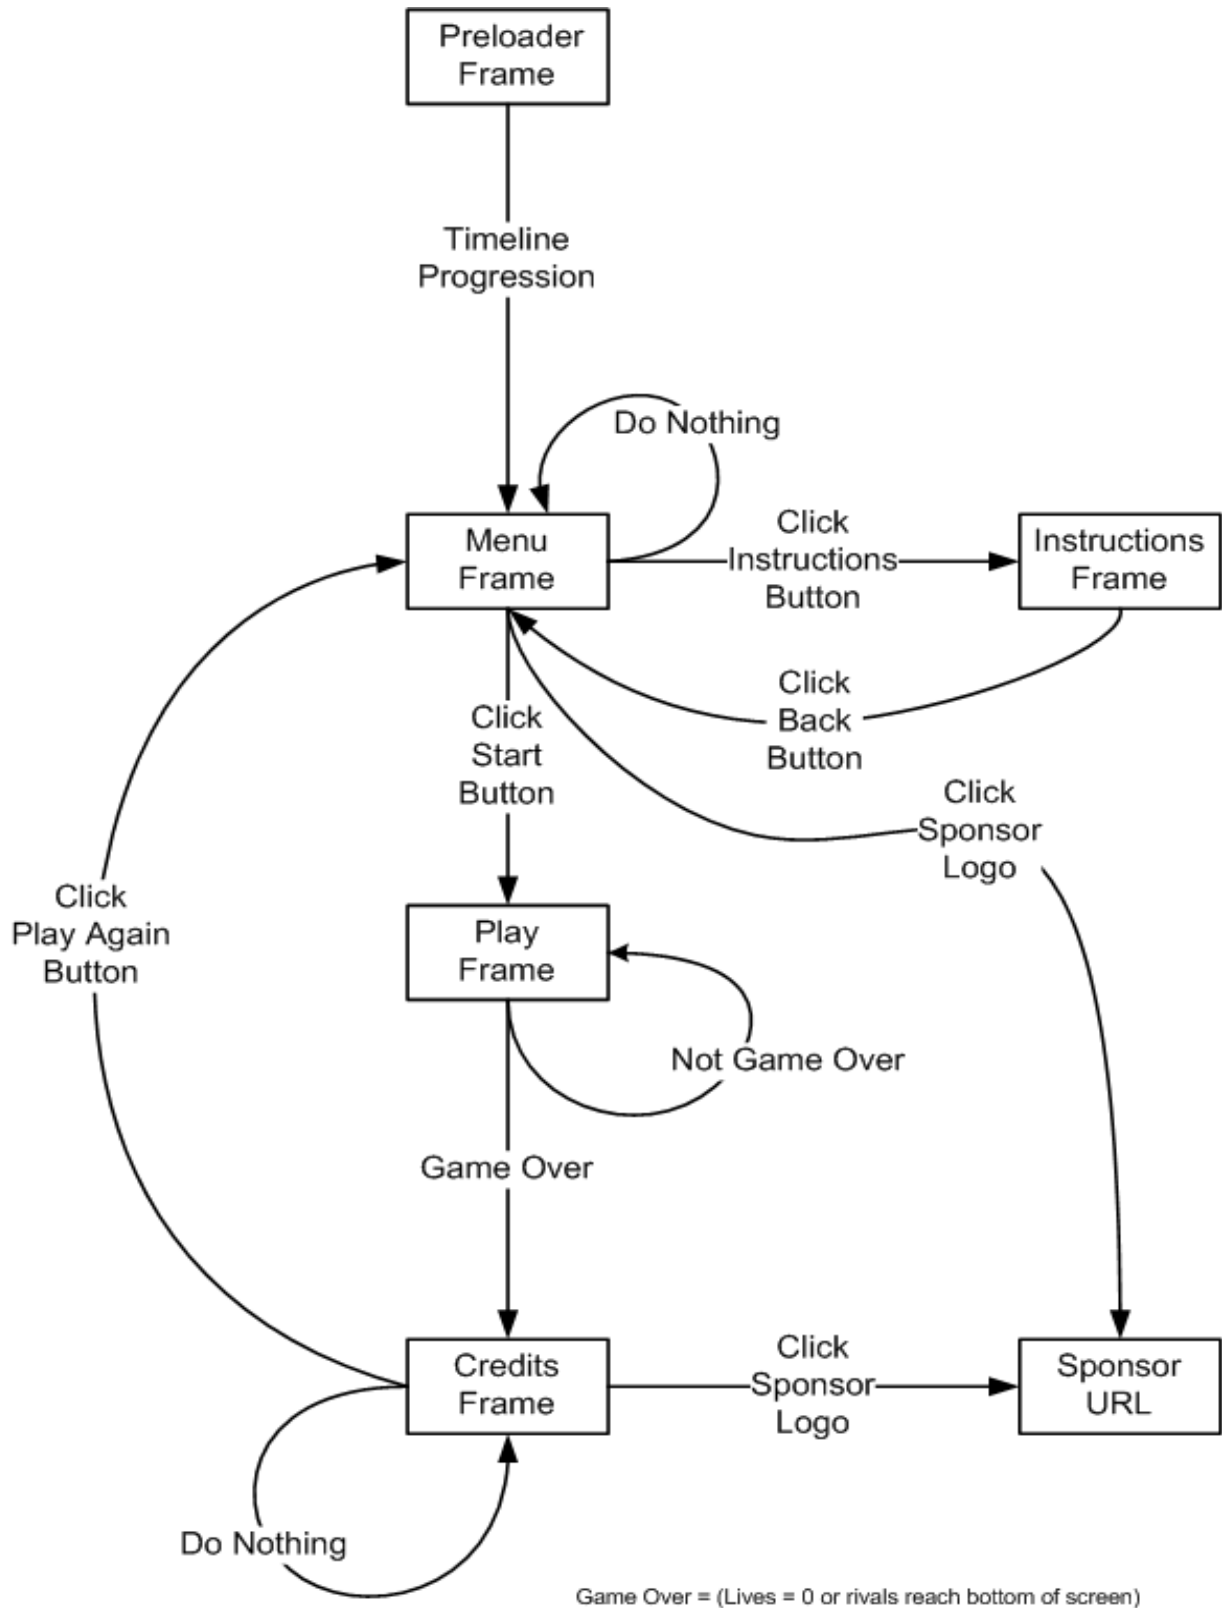 Preloader
Frame
Timeline
Progression
Do Nothing
Menu
Frame
Click
Instructions
Button
Instructions
Frame
Click
Back
Button
Click
Start
Button
Click
Sponsor
Logo
Click
Play Again
Button
Play
Frame
Not Game Over
Game Over
Credits
Frame
Click
Sponsor
Logo
Sponsor
URL
Do Nothing
Game Over = (Lives = 0 or rivals reach bottom of screen)